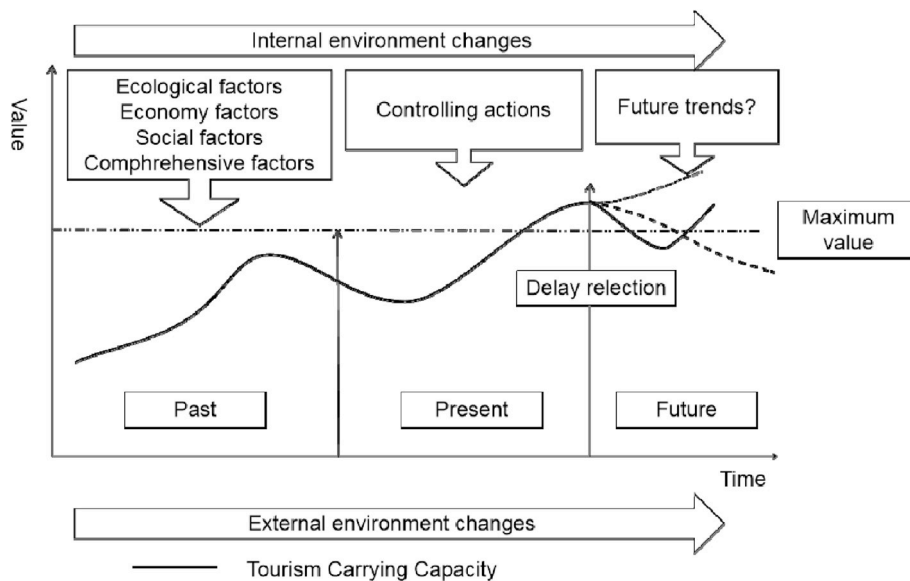 Internal environment changes
Value
Ecological factors
Economy factors
Social factors
Comphrehensive factors
Controlling actions
Future trends?
Maximum
value
Delay relection
Past
Present
Future
Time
External environment changes
Tourism Carrying Capacity